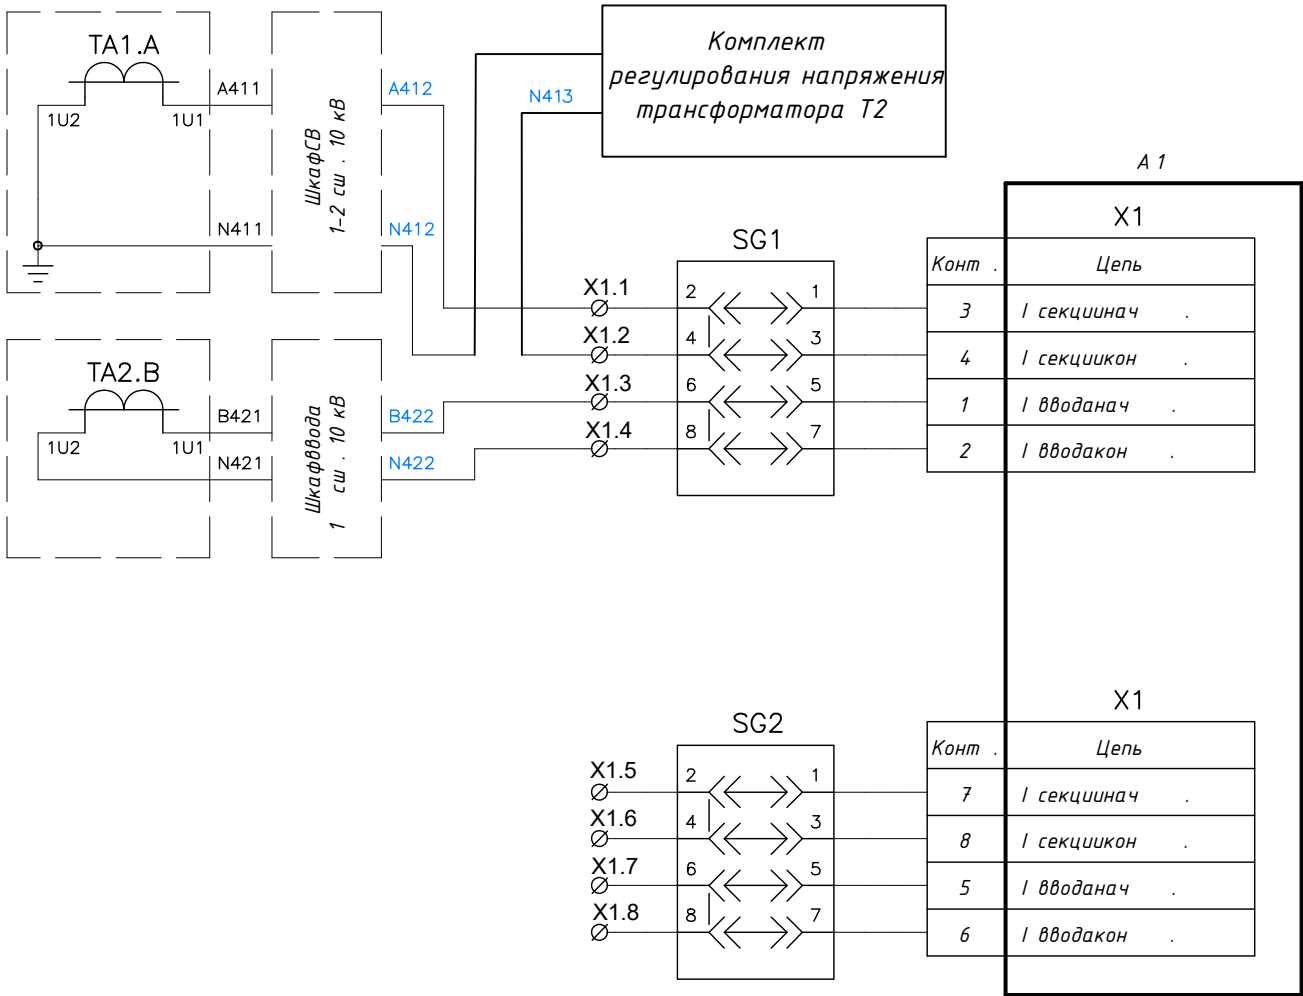 TA1.A
1U2
1U1
A411
N411
ШкафСВ
1-2 сш . 10 кВ
A412
N412
N413
Комплект
регулирования напряжения
трансформатора Т2
TA2.B
1U2
1U1
B421
N421
Шкафввода
1 сш . 10 кВ
B422
N422
X1.1
X1.2
X1.3
X1.4
SG1
2 1
4 3
6 5
8 7
А 1
X1
Конт . Цепь
3 I секциинач .
4 I секциикон .
1 I вводанач .
2 I вводакон .
X1.5
X1.6
X1.7
X1.8
SG2
2 1
4 3
6 5
8 7
X1
Конт . Цепь
7 I секциинач .
8 I секциикон .
5 I вводанач .
6 I вводакон .